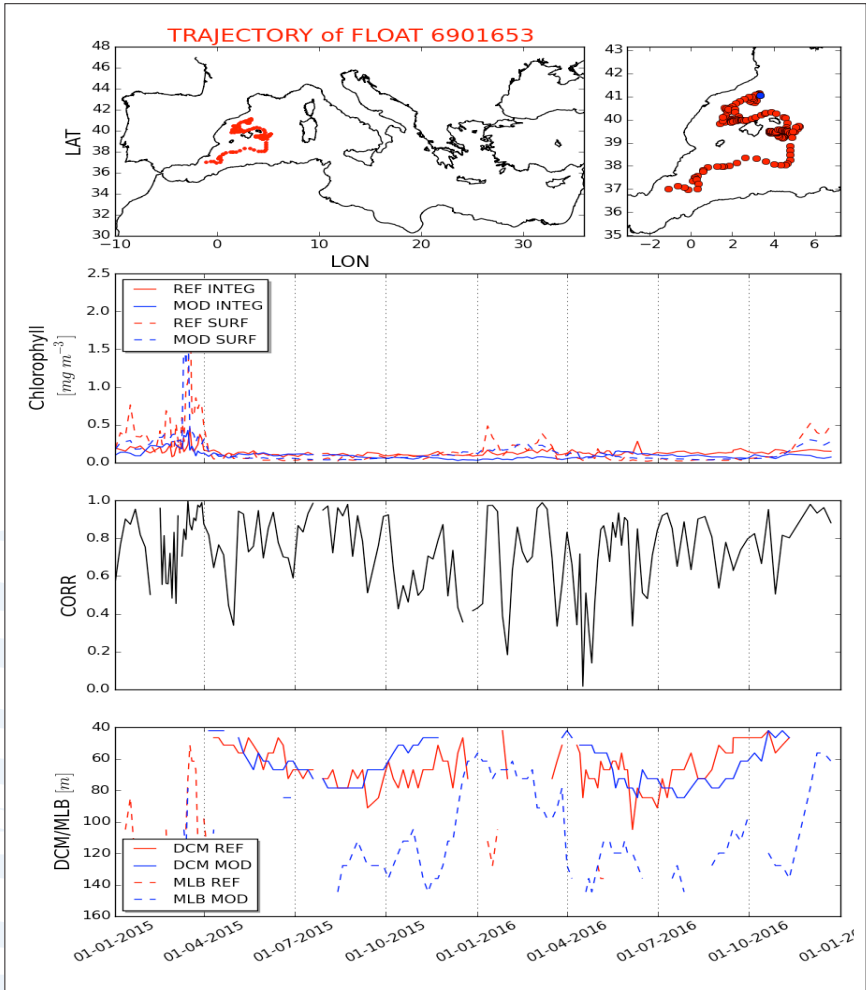 TRAJECTORY of FLOAT 6901653
48
46
44
42
40
38
36
34
32
30
LAT
−10 0 10 20 30
LON
43
41
39
37
35
−2 0 2 4 6
2.5
2.0
1.5
1.0
0.5
0.0
Chlorophyll
[mg m⁻³]
REF INTEG
MOD INTEG
REF SURF
MOD SURF
1.0
0.8
0.6
0.4
0.2
0.0
CORR
40
60
80
100
120
140
160
DCM/MLB [m]
DCM REF
DCM MOD
MLB REF
MLB MOD
01-01-2015
01-04-2015
01-07-2015
01-10-2015
01-01-2016
01-04-2016
01-07-2016
01-10-2016
01-01-20